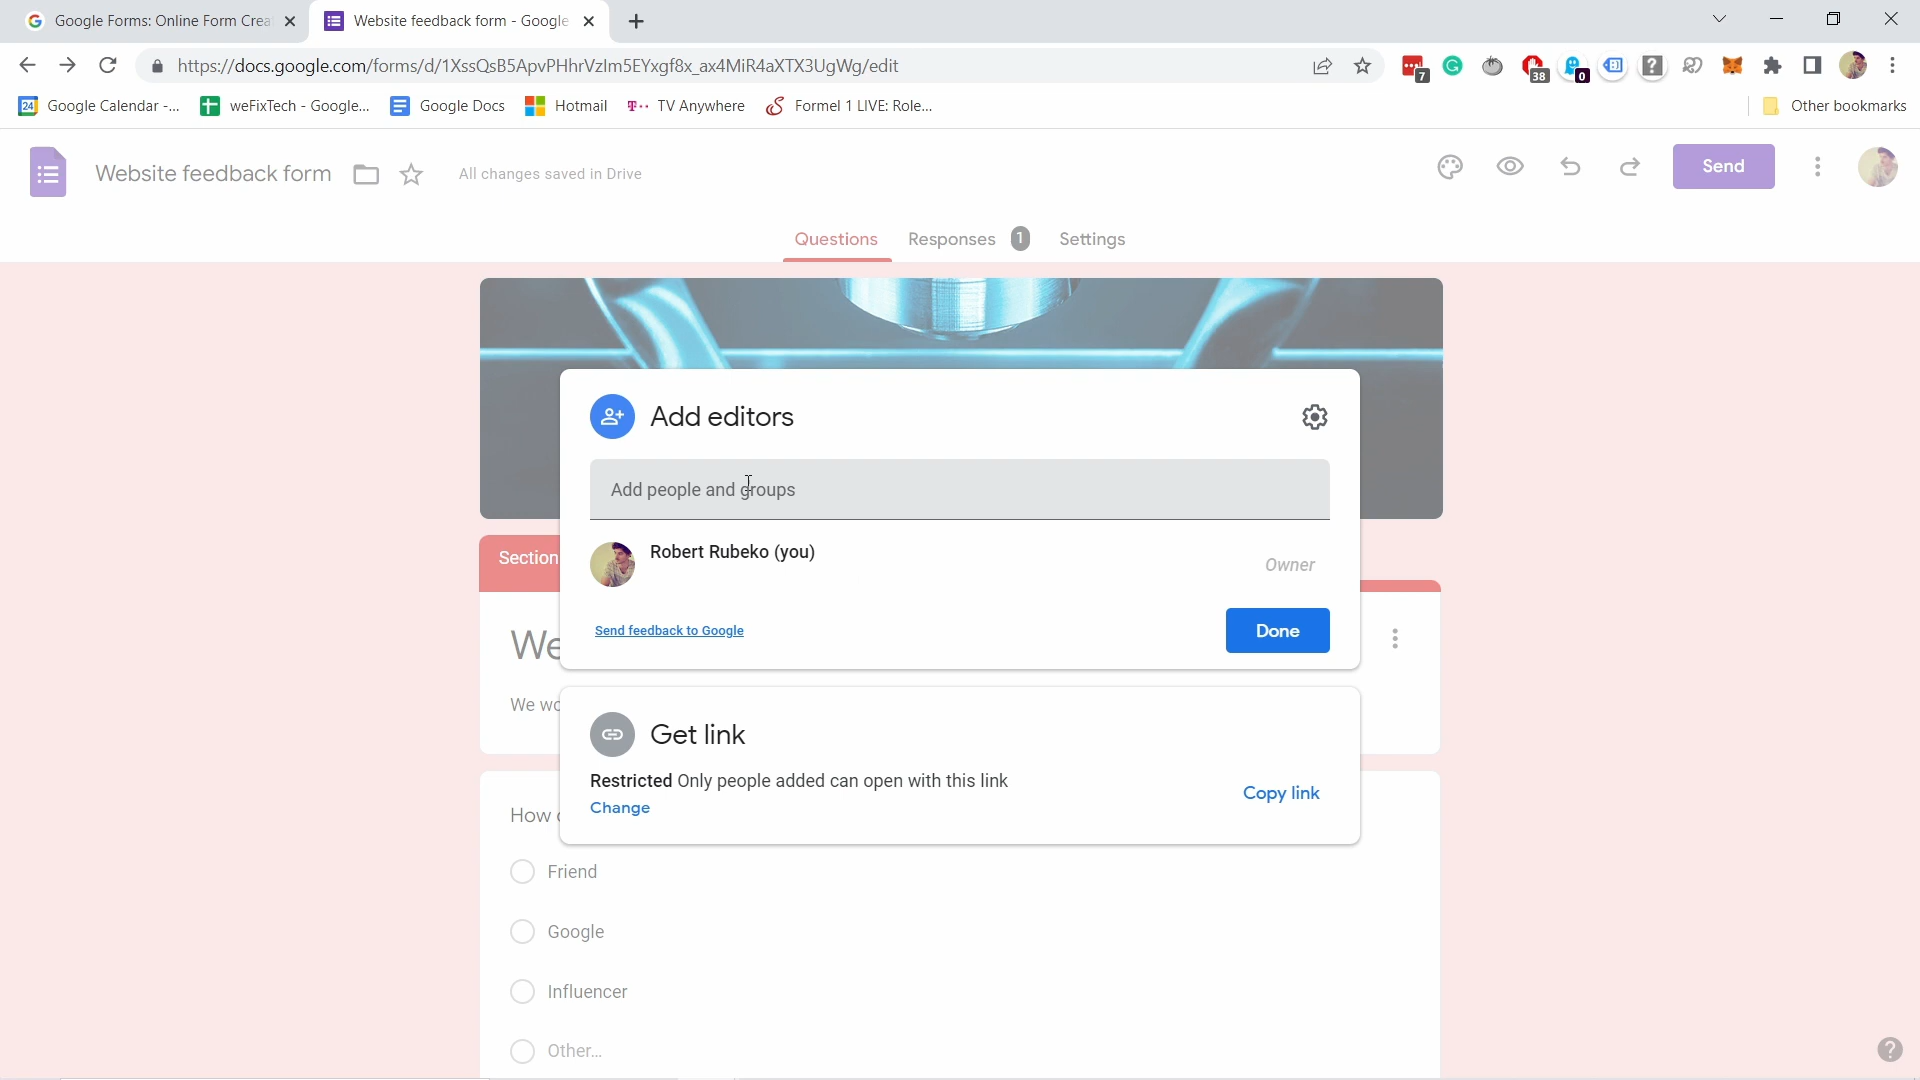 Google Forms: Online Form Crea
Website feedback form - Google
https://docs.google.com/forms/d/1XssQsB5ApvPHhrVzIm5EYxgf8x_ax4MiR4aXTX3UgWg/edit
7
38
0
24 Google Calendar -...
weFixTech - Google...
Google Docs
Hotmail
TV Anywhere
Formel 1 LIVE: Role...
Other bookmarks
Website feedback form
All changes saved in Drive
Send
Questions
Responses 1
Settings
Add editors
Add people and groups
Section
Robert Rubeko (you)
Owner
Send feedback to Google
Done
We
We wo
Get link
Restricted Only people added can open with this link
Change
Copy link
How
Friend
Google
Influencer
Other...